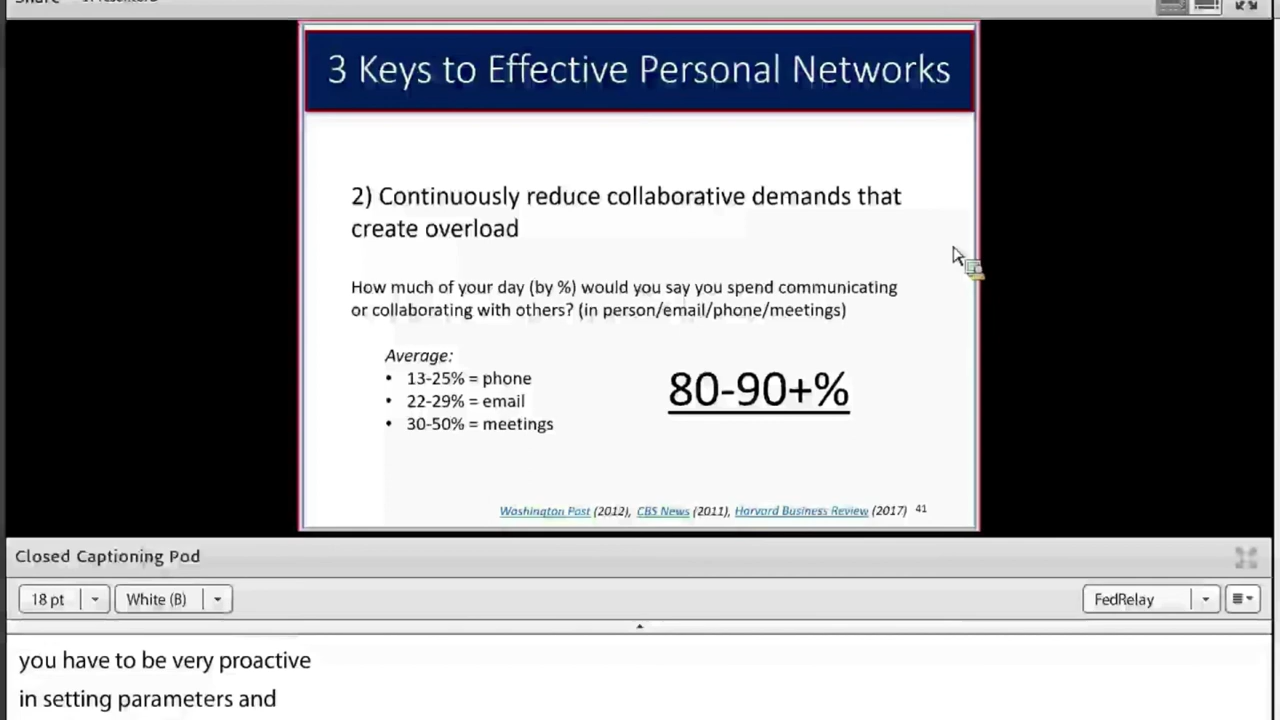 3 Keys to Effective Personal Networks
2) Continuously reduce collaborative demands that
create overload
How much of your day (by %) would you say you spend communicating
or collaborating with others? (in person/email/phone/meetings)
Average:
• 13-25% = phone
• 22-29% = email
• 30-50% = meetings
80-90+%
Washington Post (2012), CBS News (2011), Harvard Business Review (2017) 41
Closed Captioning Pod
18 pt White (B) FedRelay
you have to be very proactive
in setting parameters and